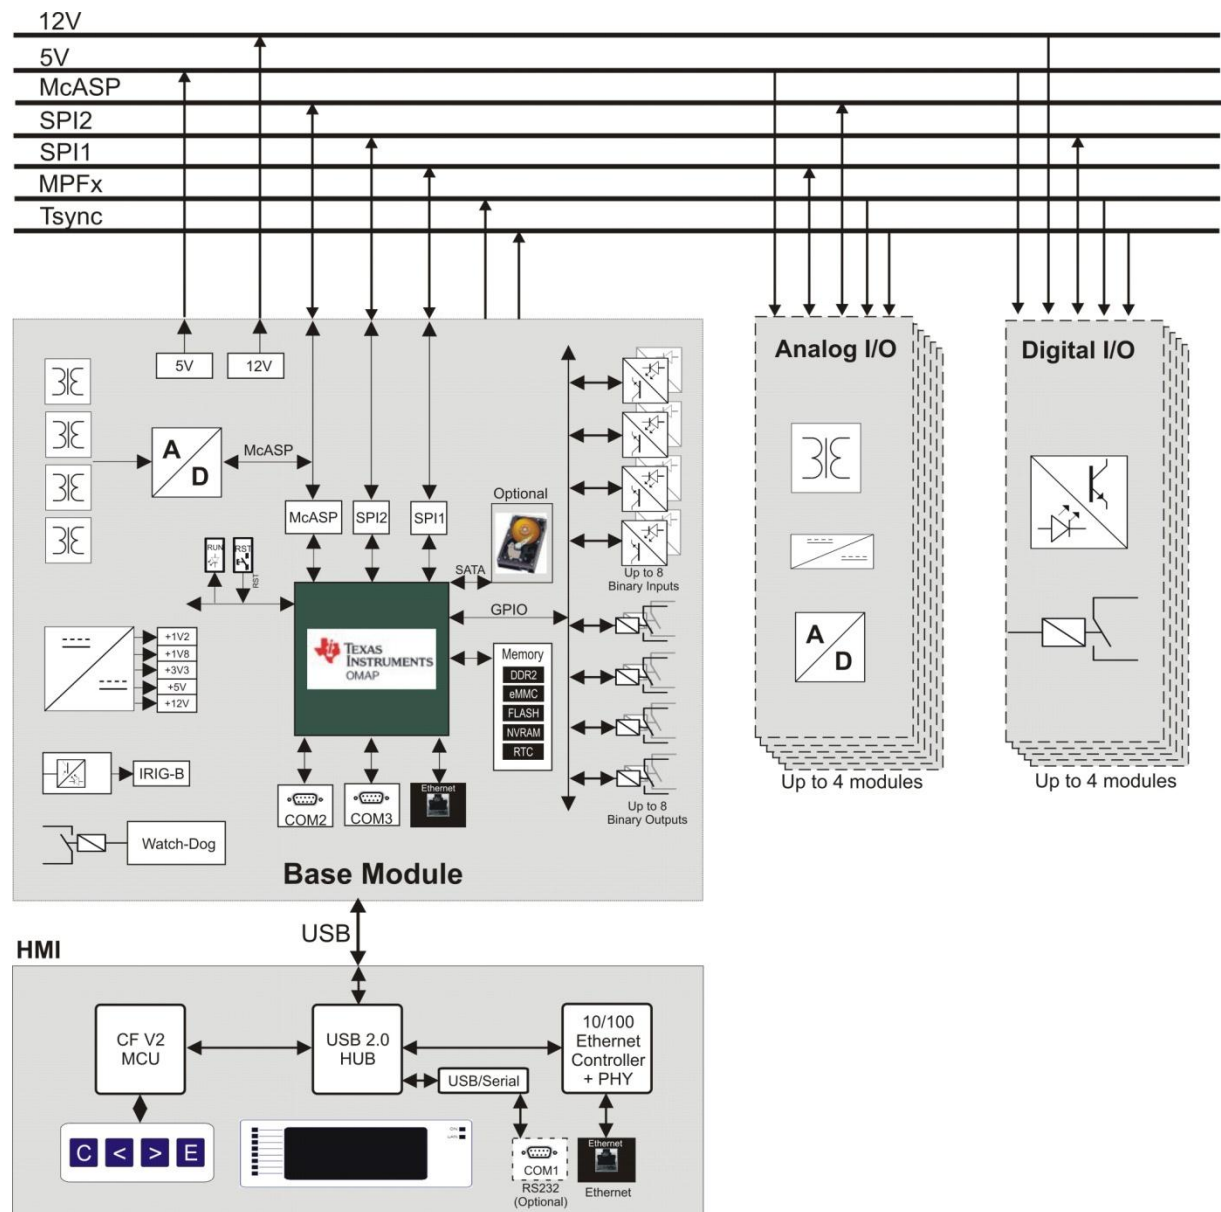 12V
5V
McASP
SPI2
SPI1
MPFx
Tsync
5V
12V
A
D
McASP
McASP
SPI2
SPI1
Optional
RUN
RST
RST
SATA
GPIO
Up to 8
Binary Inputs
TEXAS
INSTRUMENTS
OMAP
Memory
DDR2
eMMC
FLASH
NVRAM
RTC
+1V2
+1V8
+3V3
+5V
+12V
IRIG-B
Watch-Dog
COM2
COM3
Ethernet
Up to 8
Binary Outputs
Base Module
Analog I/O
A
D
Up to 4 modules
Digital I/O
Up to 4 modules
USB
HMI
CF V2
MCU
USB 2.0
HUB
10/100
Ethernet
Controller
+ PHY
USB/Serial
C < > E
COM1
RS232
(Optional)
Ethernet
Ethernet